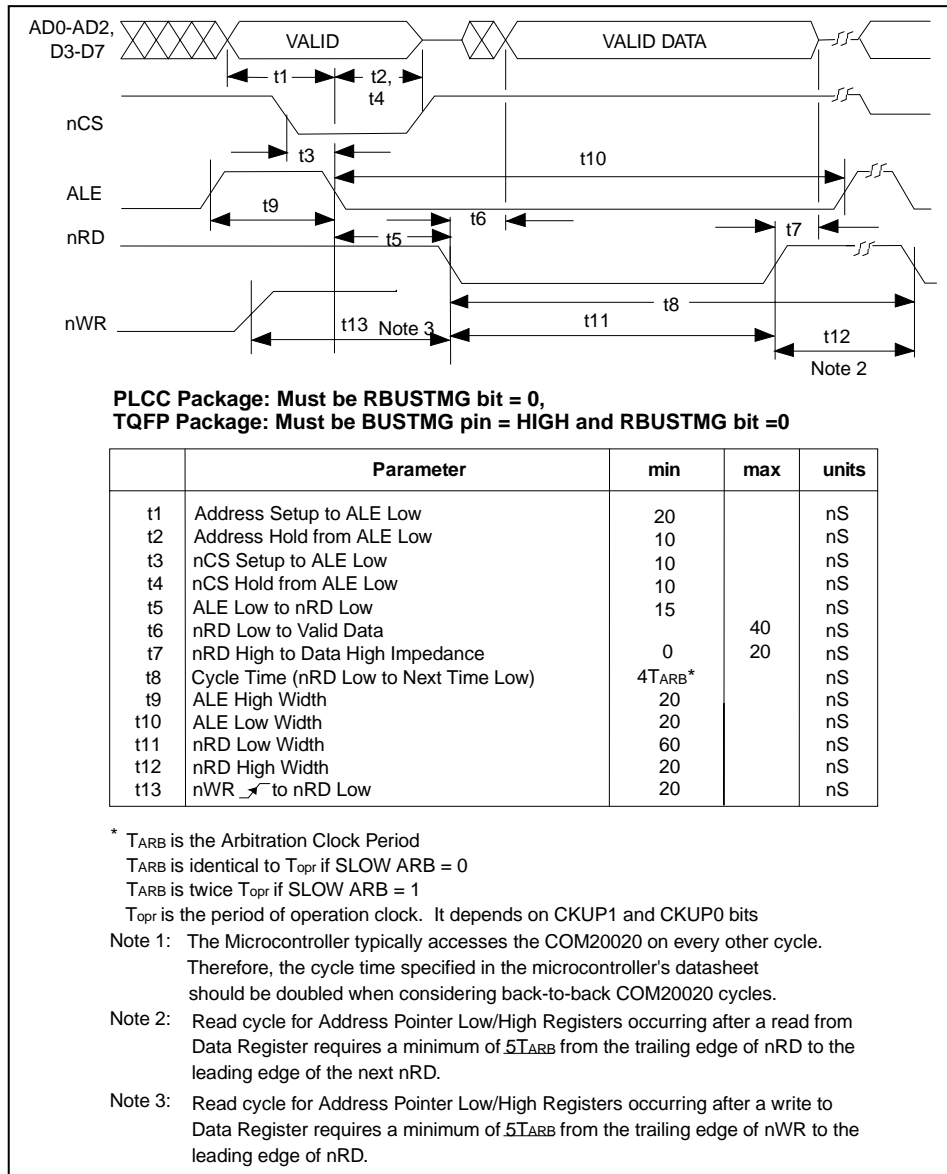 AD0-AD2,
D3-D7
VALID
VALID DATA
t1
t2,
t4
nCS
t3
t10
ALE
t9
t6
t7
nRD
t5
t8
nWR
t13 Note 3
t11
t12
Note 2
PLCC Package: Must be RBUSTMG bit = 0,
TQFP Package: Must be BUSTMG pin = HIGH and RBUSTMG bit =0
Parameter min max units
t1 Address Setup to ALE Low 20 nS
t2 Address Hold from ALE Low 10 nS
t3 nCS Setup to ALE Low 10 nS
t4 nCS Hold from ALE Low 10 nS
t5 ALE Low to nRD Low 15 nS
t6 nRD Low to Valid Data 40 nS
t7 nRD High to Data High Impedance 0 20 nS
t8 Cycle Time (nRD Low to Next Time Low) 4TARB* nS
t9 ALE High Width 20 nS
t10 ALE Low Width 20 nS
t11 nRD Low Width 60 nS
t12 nRD High Width 20 nS
t13 nWR to nRD Low 20 nS
* TARB is the Arbitration Clock Period
TARB is identical to Topr if SLOW ARB = 0
TARB is twice Topr if SLOW ARB = 1
Topr is the period of operation clock. It depends on CKUP1 and CKUP0 bits
Note 1: The Microcontroller typically accesses the COM20020 on every other cycle.
Therefore, the cycle time specified in the microcontroller's datasheet
should be doubled when considering back-to-back COM20020 cycles.
Note 2: Read cycle for Address Pointer Low/High Registers occurring after a read from
Data Register requires a minimum of 5TARB from the trailing edge of nRD to the
leading edge of the next nRD.
Note 3: Read cycle for Address Pointer Low/High Registers occurring after a write to
Data Register requires a minimum of 5TARB from the trailing edge of nWR to the
leading edge of nRD.